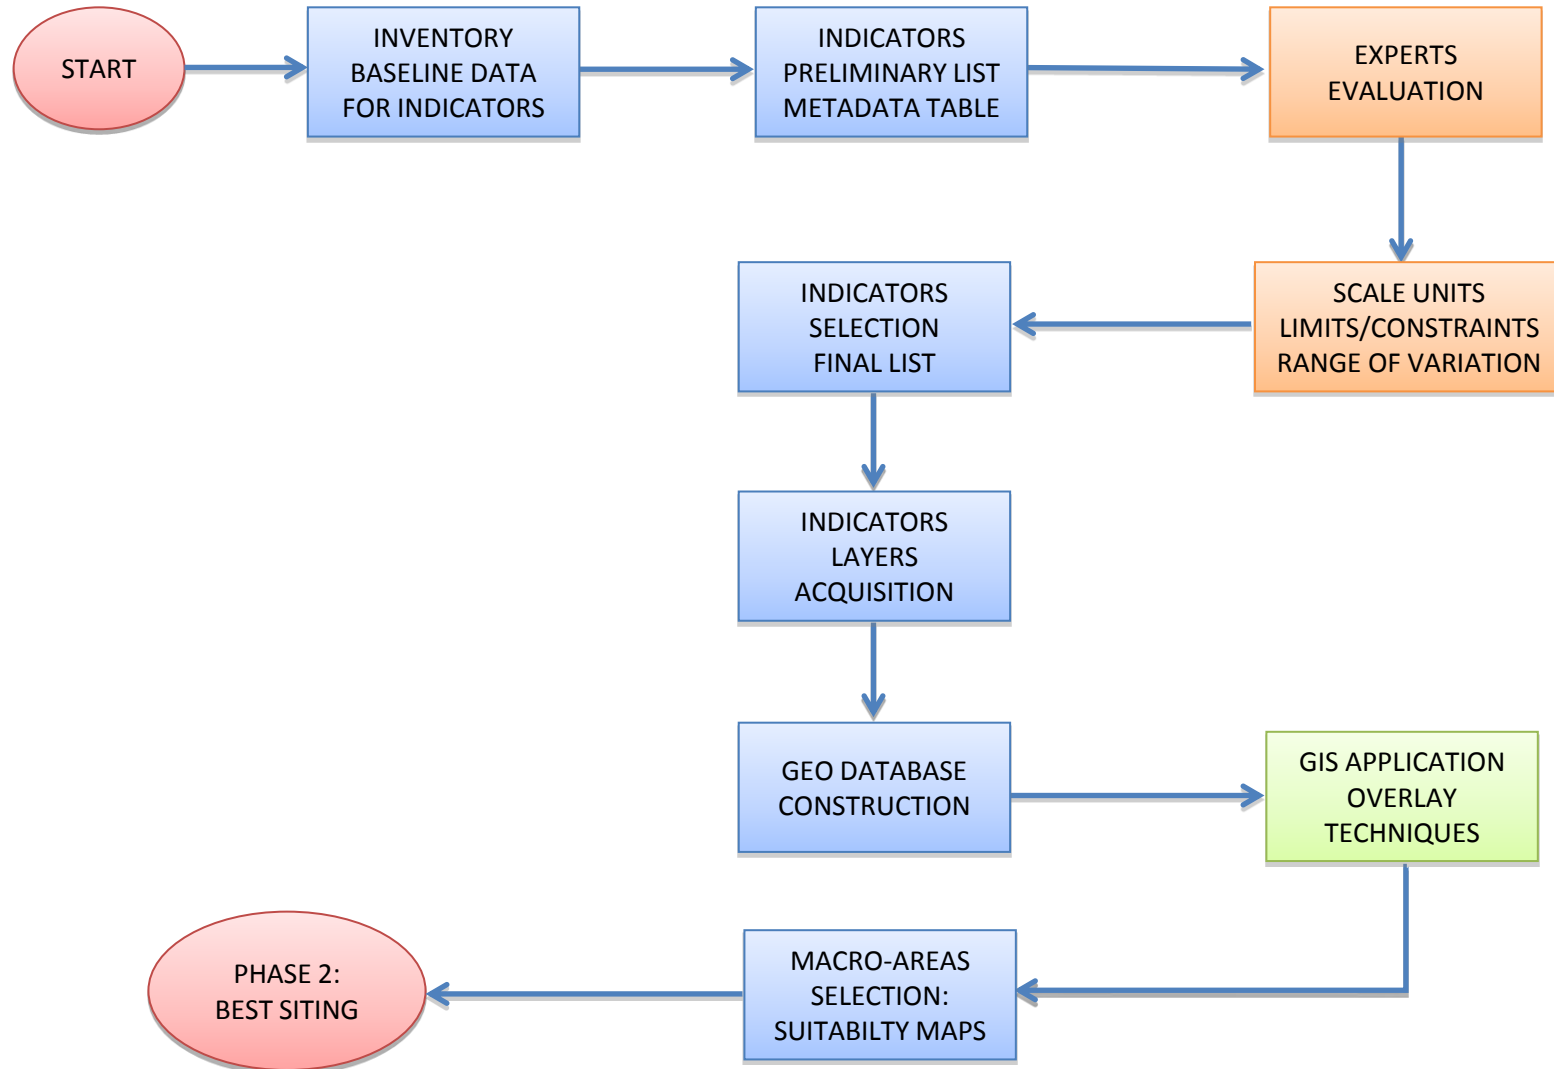 START
INVENTORY
BASELINE DATA
FOR INDICATORS
INDICATORS
PRELIMINARY LIST
METADATA TABLE
EXPERTS
EVALUATION
SCALE UNITS
LIMITS/CONSTRAINTS
RANGE OF VARIATION
INDICATORS
SELECTION
FINAL LIST
INDICATORS
LAYERS
ACQUISITION
GEO DATABASE
CONSTRUCTION
GIS APPLICATION
OVERLAY
TECHNIQUES
MACRO-AREAS
SELECTION:
SUITABILTY MAPS
PHASE 2:
BEST SITING